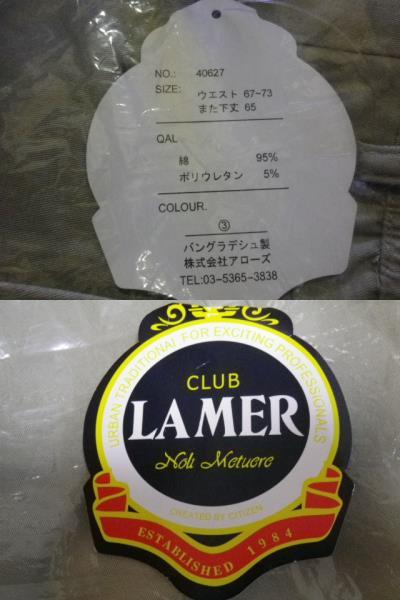 NO.: 40627
SIZE: ウエスト 67~73
また下丈 65
QAL
綿 95%
ポリウレタン 5%
COLOUR.
③
バングラデシュ製
株式会社アローズ
TEL:03-5365-3838
URBAN TRADITIONAL FOR EXCITING PROFESSIONALS
CLUB
LA MER
Noli Metuere
CREATED BY CITIZEN
ESTABLISHED 1984